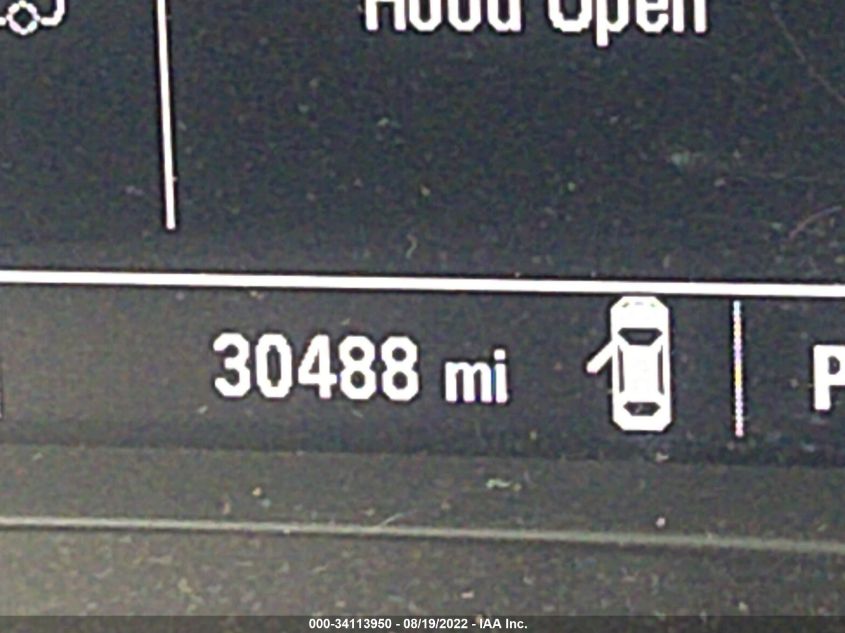 Hood Open
30488 mi
P
000-34113950 - 08/19/2022 - IAA Inc.